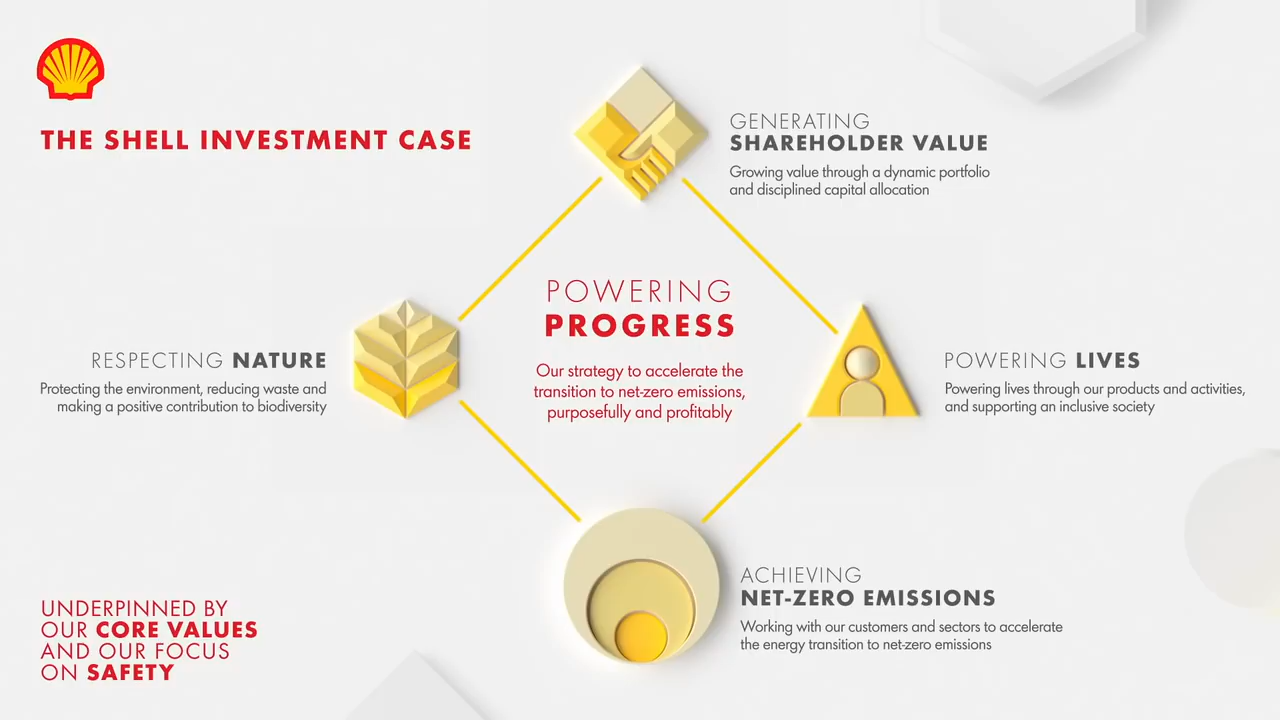 THE SHELL INVESTMENT CASE
GENERATING
SHAREHOLDER VALUE
Growing value through a dynamic portfolio
and disciplined capital allocation
POWERING
PROGRESS
Our strategy to accelerate the
transition to net-zero emissions,
purposefully and profitably
RESPECTING NATURE
Protecting the environment, reducing waste and
making a positive contribution to biodiversity
POWERING LIVES
Powering lives through our products and activities,
and supporting an inclusive society
ACHIEVING
NET-ZERO EMISSIONS
Working with our customers and sectors to accelerate
the energy transition to net-zero emissions
UNDERPINNED BY
OUR CORE VALUES
AND OUR FOCUS
ON SAFETY